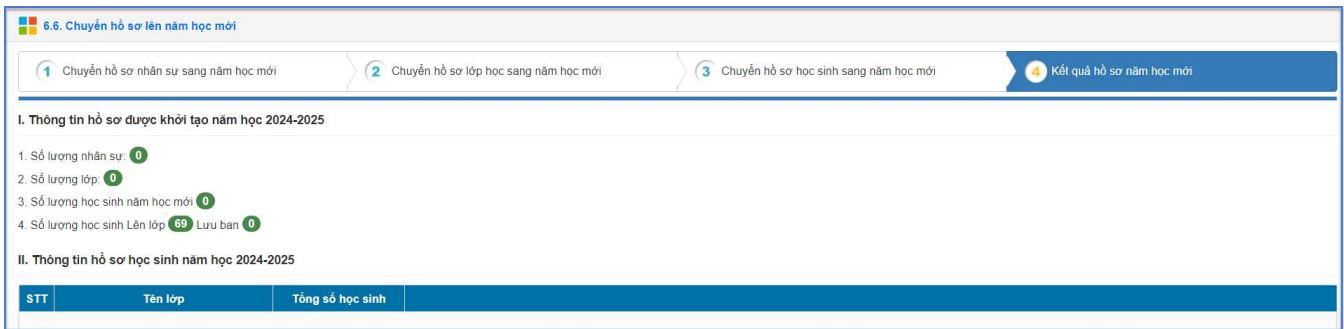 6.6. Chuyển hồ sơ lên năm học mới
1 Chuyển hồ sơ nhân sự sang năm học mới 2 Chuyển hồ sơ lớp học sang năm học mới 3 Chuyển hồ sơ học sinh sang năm học mới 4 Kết quả hồ sơ năm học mới
I. Thông tin hồ sơ được khởi tạo năm học 2024-2025
1. Số lượng nhân sự: 0
2. Số lượng lớp: 0
3. Số lượng học sinh năm học mới 0
4. Số lượng học sinh Lên lớp 69 Lưu ban 0
II. Thông tin hồ sơ học sinh năm học 2024-2025
STT Tên lớp Tổng số học sinh